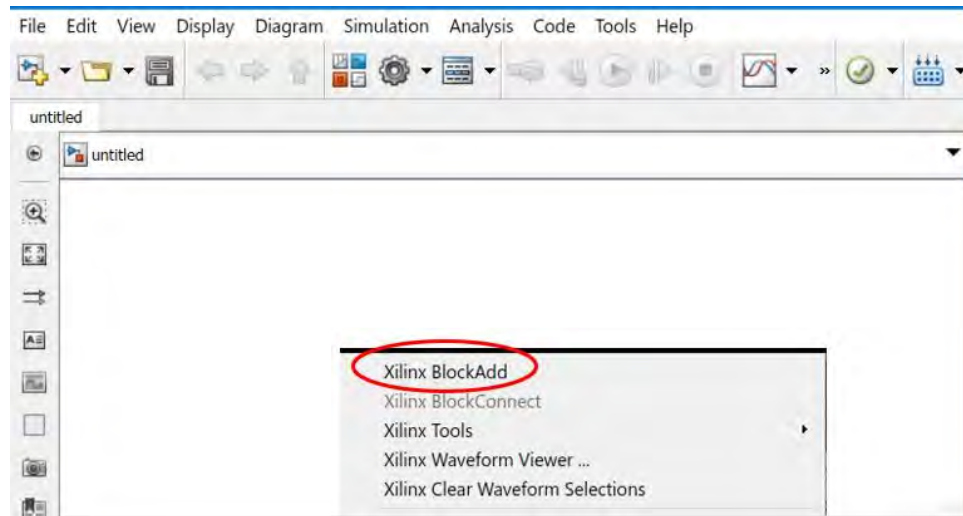 File Edit View Display Diagram Simulation Analysis Code Tools Help
»
untitled
untitled
Xilinx BlockAdd
Xilinx BlockConnect
Xilinx Tools
Xilinx Waveform Viewer ...
Xilinx Clear Waveform Selections